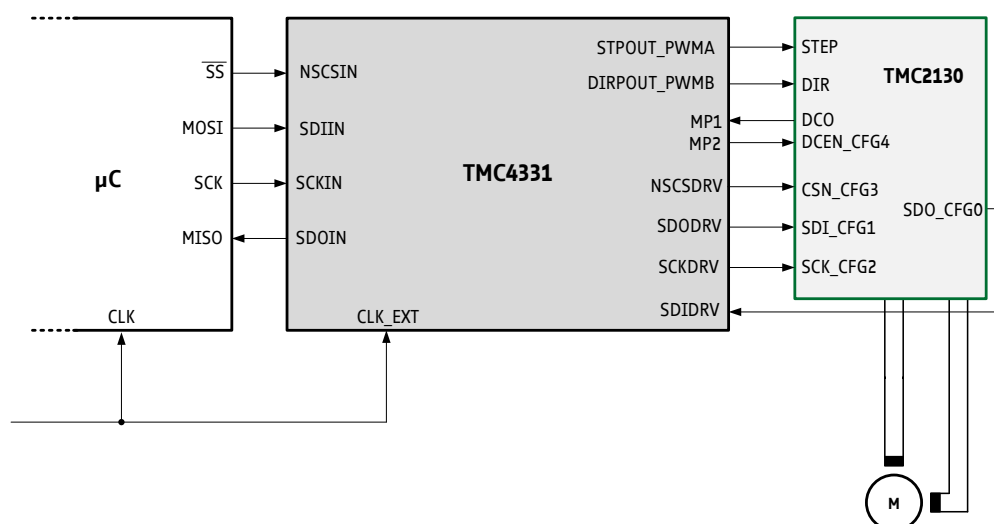 STPOUT_PWMA
STEP
SS
NSCSIN
DIRPOUT_PWMB
DIR
TMC2130
MP1
DCO
MOSI
SDIIN
MP2
DCEN_CFG4
µC
SCK
SCKIN
TMC4331
NSCSDRV
CSN_CFG3
SDO_CFG0
MISO
SDOIN
SDODRV
SDI_CFG1
SCKDRV
SCK_CFG2
CLK
CLK_EXT
SDIDRV
M